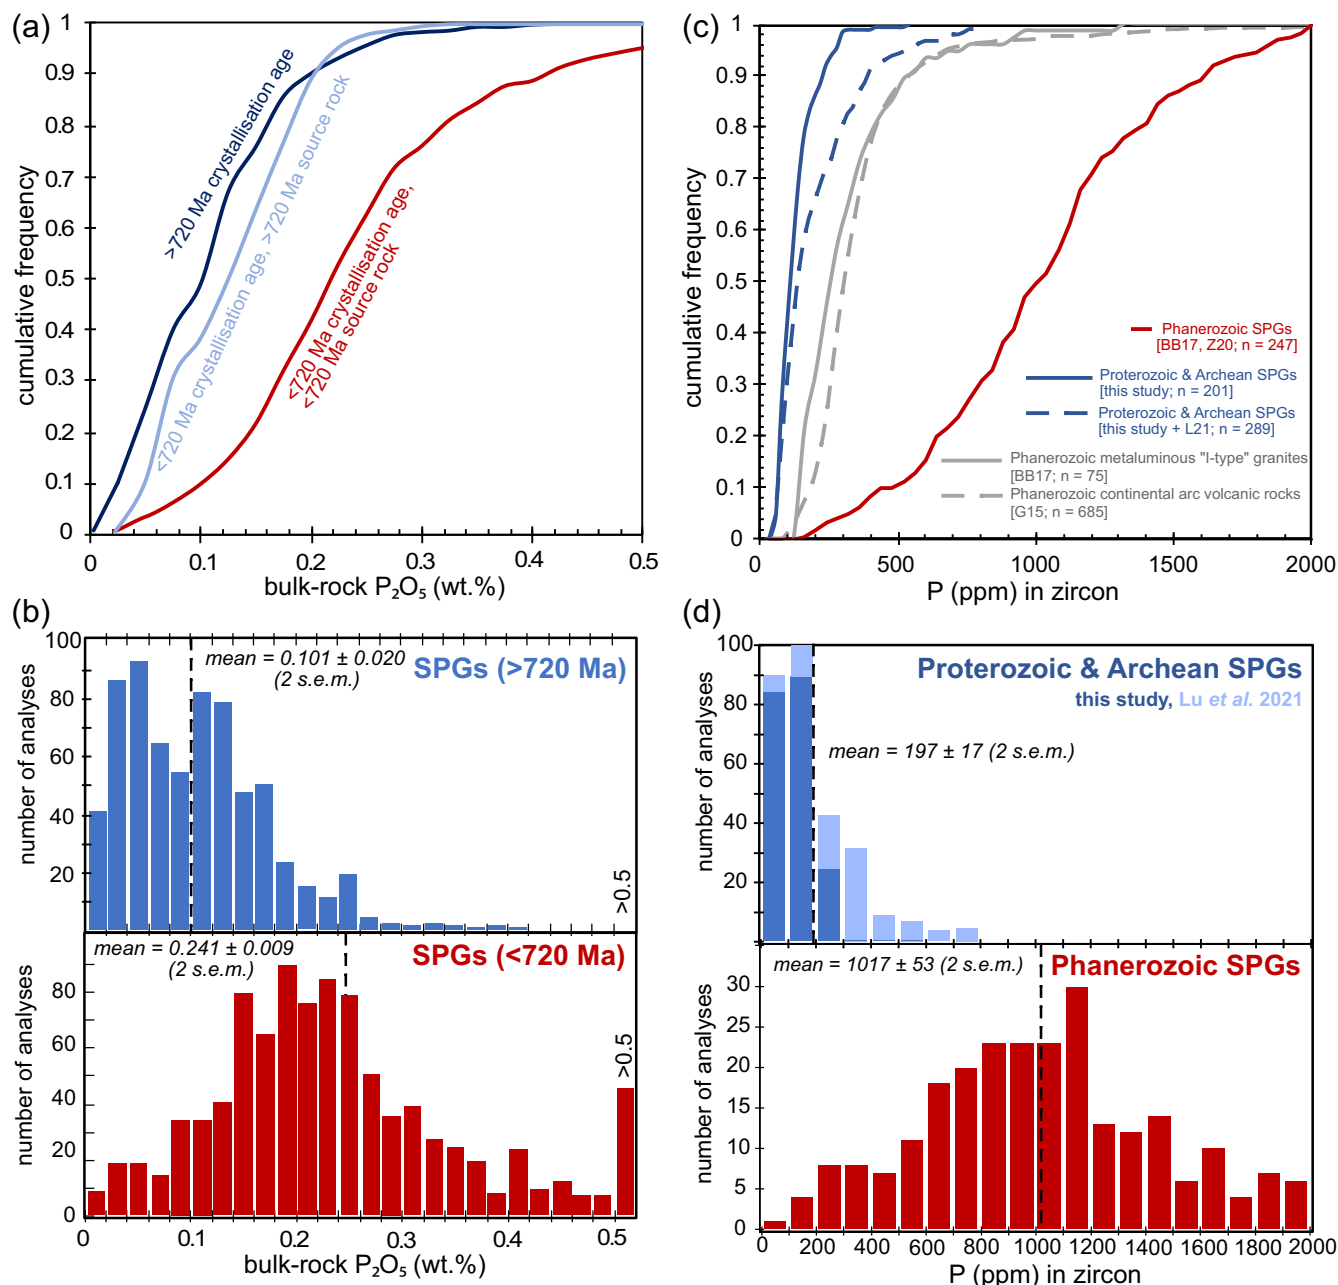 (a)
1
0.9
0.8
0.7
0.6
0.5
0.4
0.3
0.2
0.1
0
cumulative frequency
>720 Ma crystallisation age
<720 Ma crystallisation age, >720 Ma source rock
<720 Ma crystallisation age,
<720 Ma source rock
0 0.1 0.2 0.3 0.4 0.5
bulk-rock P₂O₅ (wt.%)
(c)
1
0.9
0.8
0.7
0.6
0.5
0.4
0.3
0.2
0.1
0
cumulative frequency
Phanerozoic SPGs
[BB17, Z20; n = 247]
Proterozoic & Archean SPGs
[this study; n = 201]
Proterozoic & Archean SPGs
[this study + L21; n = 289]
Phanerozoic metaluminous "I-type" granites
[BB17; n = 75]
Phanerozoic continental arc volcanic rocks
[G15; n = 685]
0 500 1000 1500 2000
P (ppm) in zircon
(b)
100
80
60
40
20
number of analyses
mean = 0.101 ± 0.020
(2 s.e.m.)
SPGs (>720 Ma)
>0.5
mean = 0.241 ± 0.009
(2 s.e.m.)
SPGs (<720 Ma)
>0.5
80
60
40
20
0
number of analyses
0 0.1 0.2 0.3 0.4 0.5
bulk-rock P₂O₅ (wt.%)
(d)
100
80
60
40
20
number of analyses
Proterozoic & Archean SPGs
this study, Lu et al. 2021
mean = 197 ± 17 (2 s.e.m.)
mean = 1017 ± 53 (2 s.e.m.)
Phanerozoic SPGs
30
25
20
15
10
5
0
number of analyses
0 200 400 600 800 1000 1200 1400 1600 1800 2000
P (ppm) in zircon